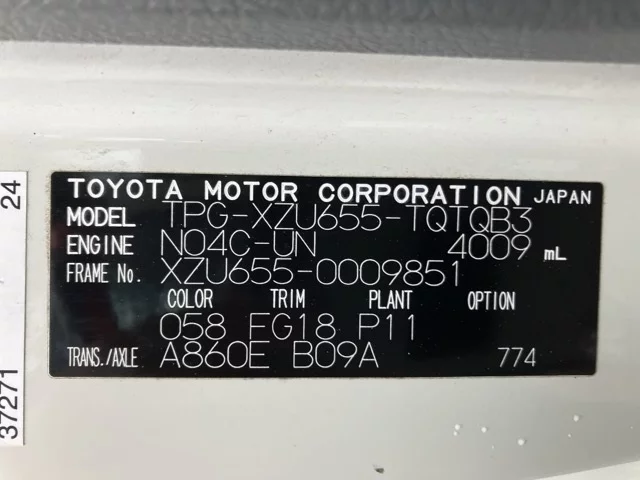 TOYOTA MOTOR CORPORATION JAPAN
MODEL TPG-XZU655-TQTQB3
ENGINE N04C-UN 4009 mL
FRAME No. XZU655-0009851
COLOR TRIM PLANT OPTION
058 FG18 P11
TRANS./AXLE A860E B09A 774
37271 24